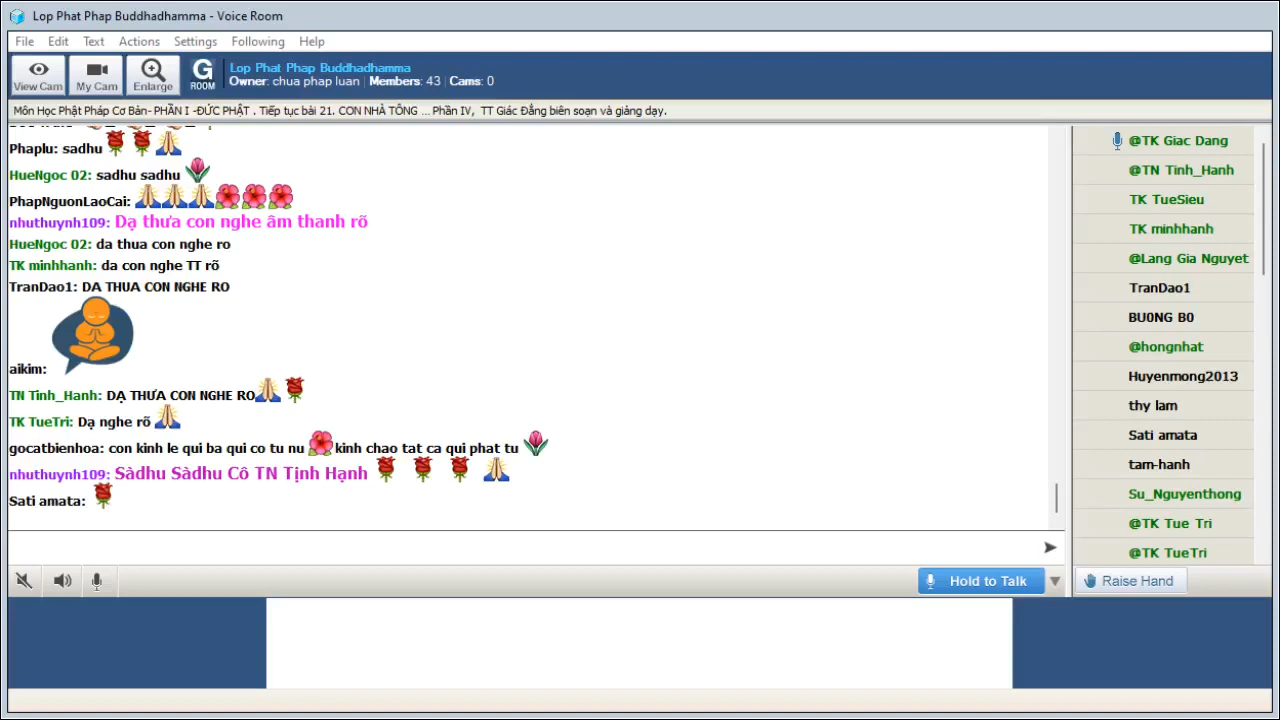 Lop Phat Phap Buddhadhamma - Voice Room
File Edit Text Actions Settings Following Help
View Cam My Cam Enlarge G ROOM
Lop Phat Phap Buddhadhamma
Owner: chua phap luan | Members: 43 | Cams: 0
Môn Học Phật Pháp Cơ Bản- PHẦN I -ĐỨC PHẬT . Tiếp tục bài 21. CON NHÀ TÔNG ... Phần IV, TT Giác Đẳng biên soạn và giảng dạy.
Phaplu: sadhu
HueNgoc 02: sadhu sadhu
PhapNguonLaoCai:
nhuthuynh109: Dạ thưa con nghe âm thanh rõ
HueNgoc 02: da thua con nghe ro
TK minhhanh: da con nghe TT rõ
TranDao1: DA THUA CON NGHE RO
aikim:
TN Tinh_Hanh: DẠ THƯA CON NGHE RO
TK TueTri: Dạ nghe rõ
gocatbienhoa: con kinh le qui ba qui co tu nu kinh chao tat ca qui phat tu
nhuthuynh109: Sàdhu Sàdhu Cô TN Tịnh Hạnh
Sati amata:
@TK Giac Dang
@TN Tinh_Hanh
TK TueSieu
TK minhhanh
@Lang Gia Nguyet
TranDao1
BU0NG B0
@hongnhat
Huyenmong2013
thy lam
Sati amata
tam-hanh
Su_Nguyenthong
@TK Tue Tri
@TK TueTri
Hold to Talk
Raise Hand